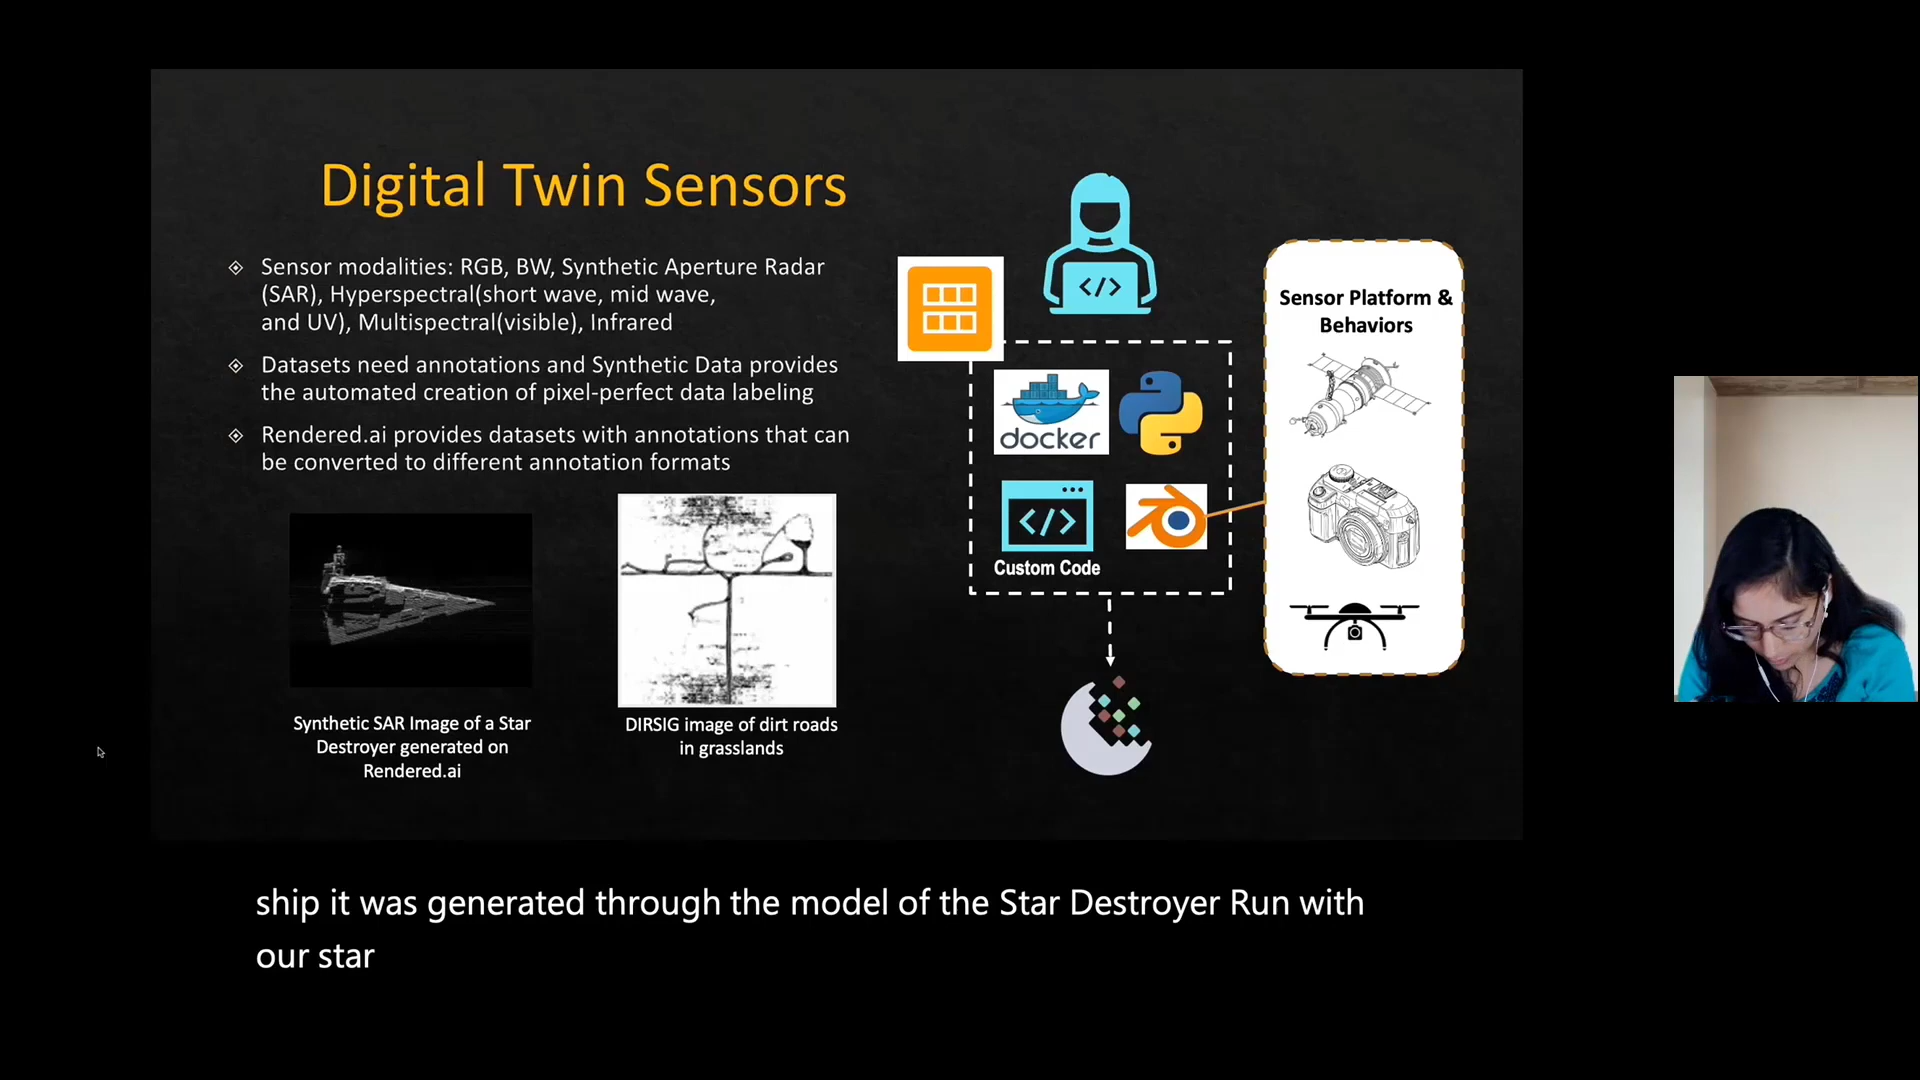 Digital Twin Sensors
Sensor modalities: RGB, BW, Synthetic Aperture Radar
(SAR), Hyperspectral(short wave, mid wave,
and UV), Multispectral(visible), Infrared
Datasets need annotations and Synthetic Data provides
the automated creation of pixel-perfect data labeling
Rendered.ai provides datasets with annotations that can
be converted to different annotation formats
Synthetic SAR Image of a Star
Destroyer generated on
Rendered.ai
DIRSIG image of dirt roads
in grasslands
</>
docker
</>
Custom Code
Sensor Platform &
Behaviors
ship it was generated through the model of the Star Destroyer Run with
our star